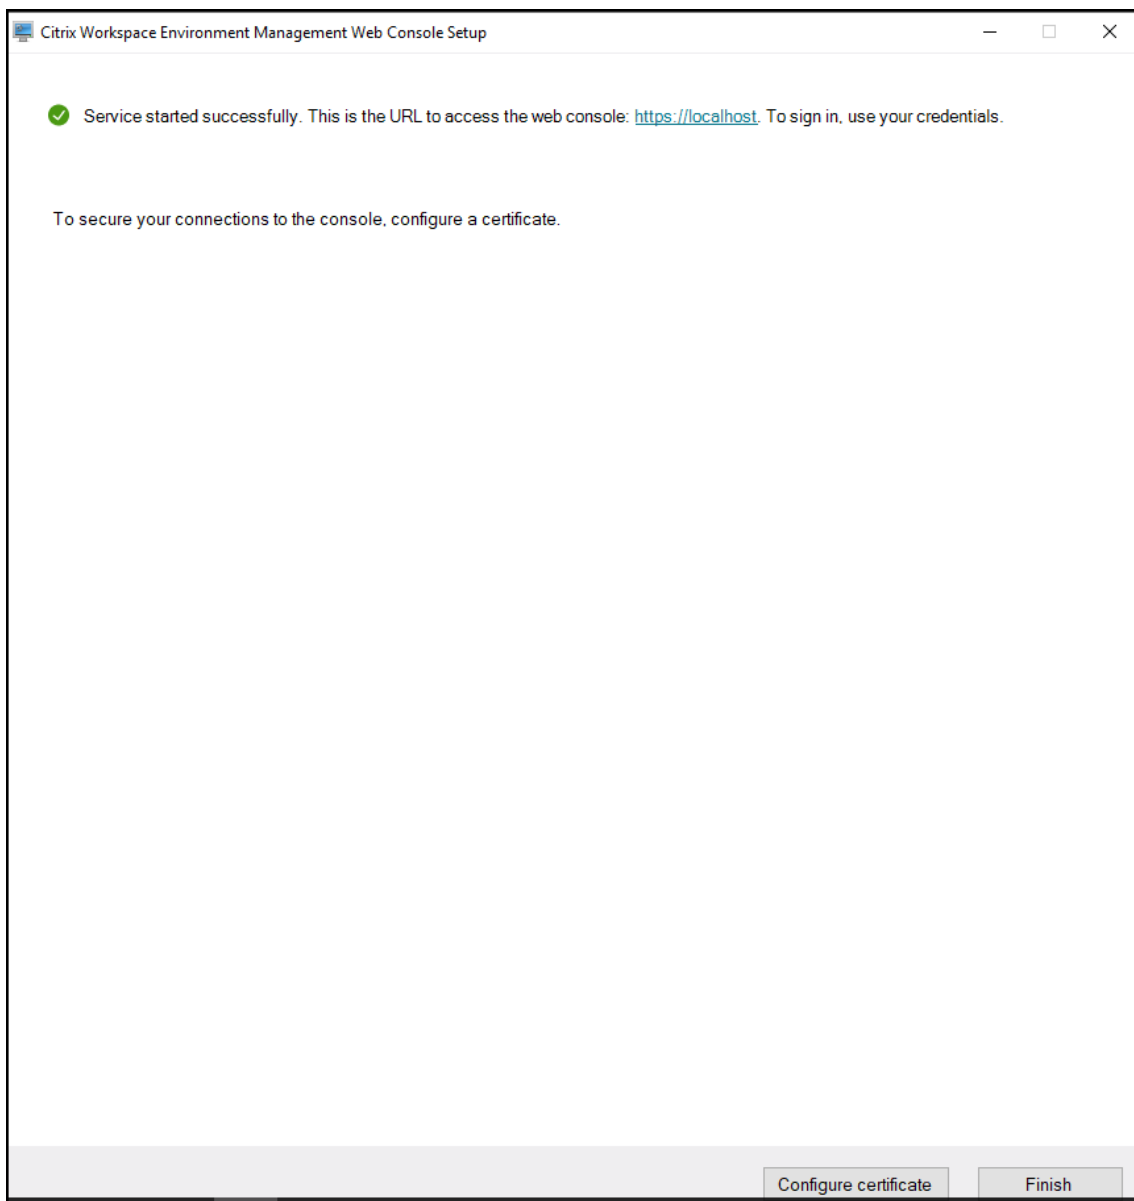 Citrix Workspace Environment Management Web Console Setup
Service started successfully. This is the URL to access the web console: https://localhost. To sign in, use your credentials.
To secure your connections to the console, configure a certificate.
Configure certificate
Finish